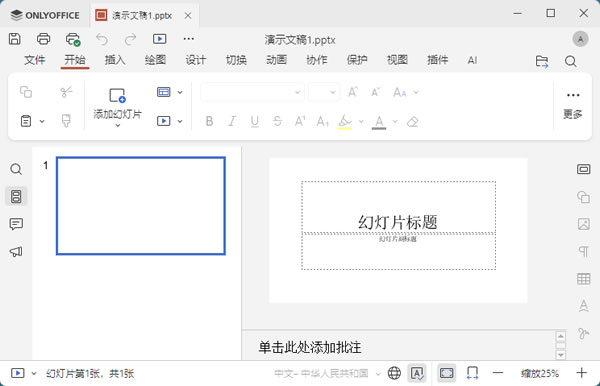 ONLYOFFICE 演示文稿1.pptx
演示文稿1.pptx A
文件 开始 插入 绘图 设计 切换 动画 协作 保护 视图 插件 AI
添加幻灯片 更多
B I U S A
1
幻灯片标题
幻灯片副标题
单击此处添加批注
幻灯片第1张，共1张 中文– 中华人民共和国 缩放25%